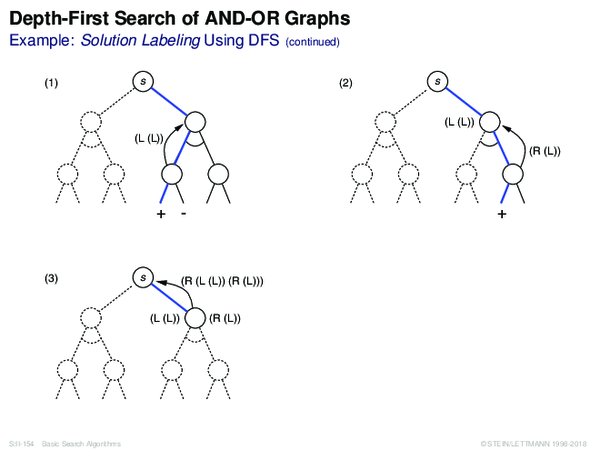 Depth-First Search of AND-OR Graphs
Example: Solution Labeling Using DFS (continued)
(1)
s
(L (L))
+ -
(2)
s
(L (L))
(R (L))
+
(3)
s
(R (L (L)) (R (L)))
(L (L))
(R (L))
S:II-154 Basic Search Algorithms
© STEIN/LETTMANN 1998-2018